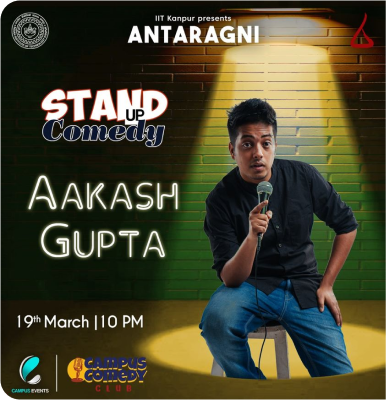 IIT Kanpur presents
ANTARAGNI
STAND
UP
Comedy
AAKASH
GUPTA
19th March | 10 PM
CAMPUS EVENTS
CAMPUS
COMEDY
CLUB